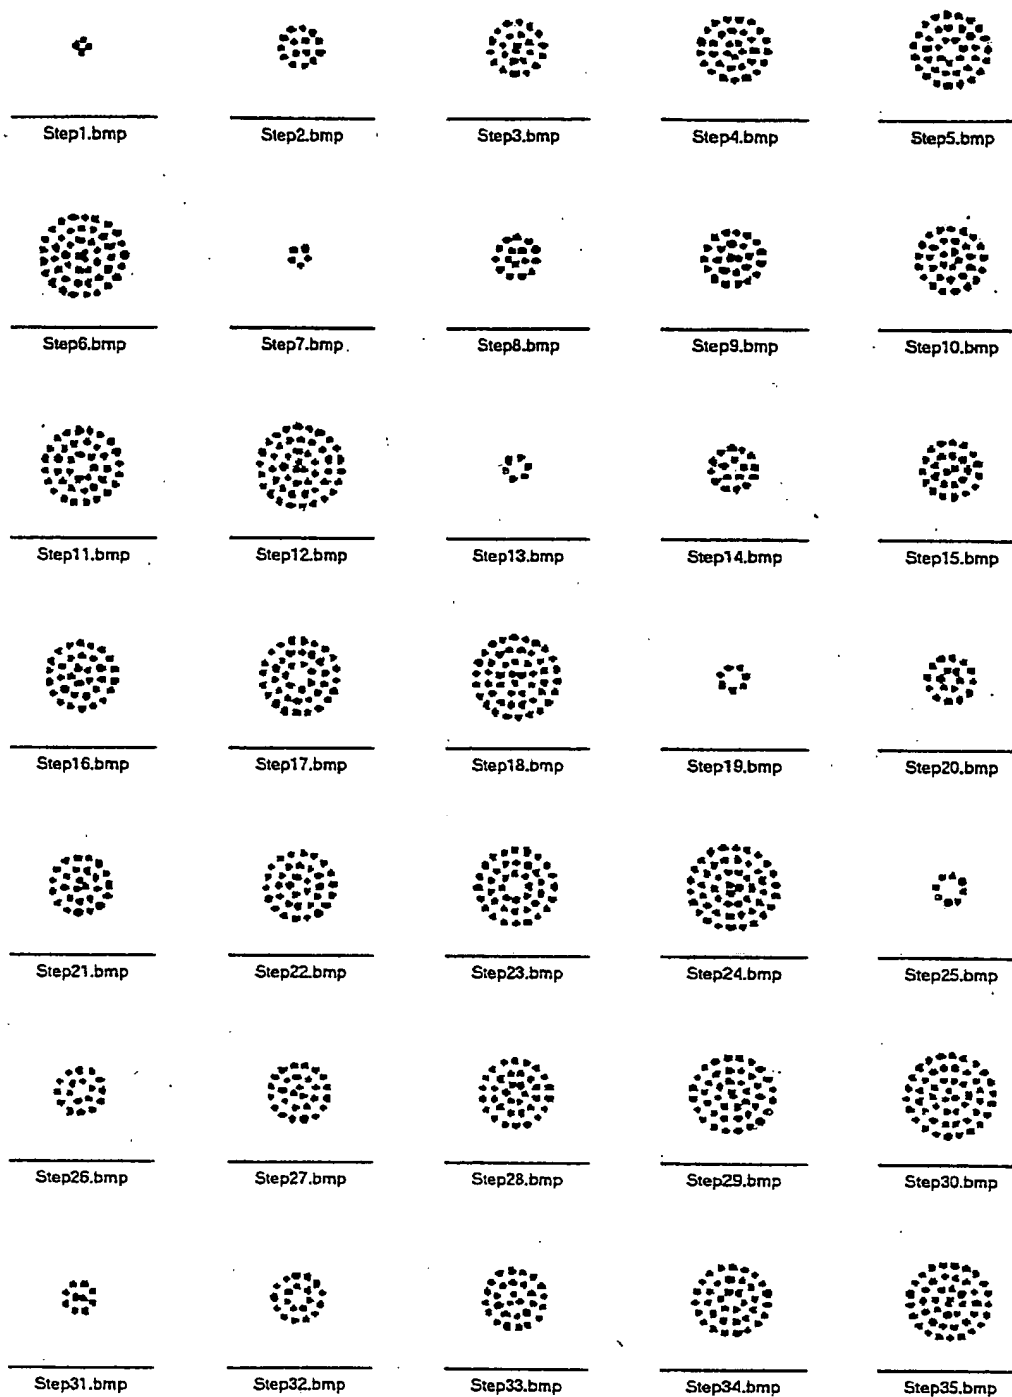 Step1.bmp Step2.bmp Step3.bmp Step4.bmp Step5.bmp
Step6.bmp Step7.bmp Step8.bmp Step9.bmp Step10.bmp
Step11.bmp Step12.bmp Step13.bmp Step14.bmp Step15.bmp
Step16.bmp Step17.bmp Step18.bmp Step19.bmp Step20.bmp
Step21.bmp Step22.bmp Step23.bmp Step24.bmp Step25.bmp
Step26.bmp Step27.bmp Step28.bmp Step29.bmp Step30.bmp
Step31.bmp Step32.bmp Step33.bmp Step34.bmp Step35.bmp